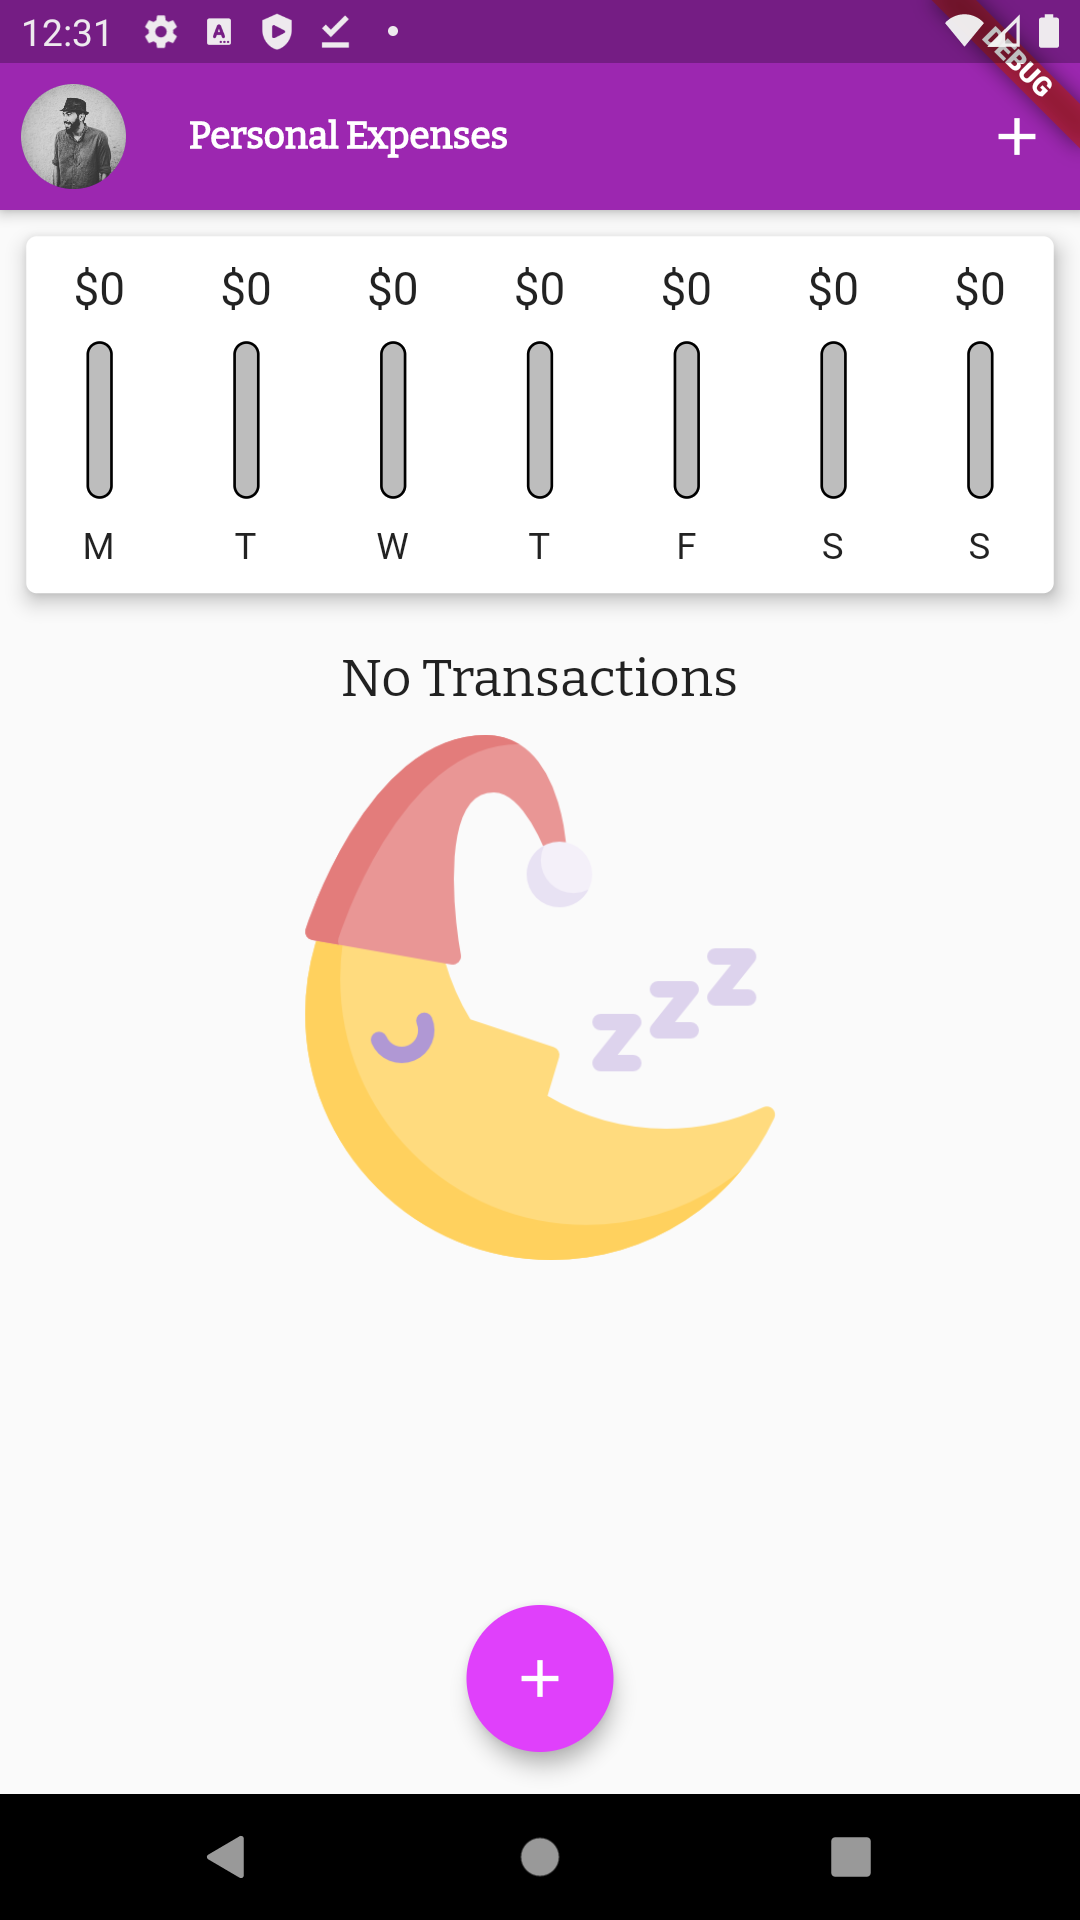 12:31
DEBUG
Personal Expenses
$0 $0 $0 $0 $0 $0 $0
M T W T F S S
No Transactions
z z z